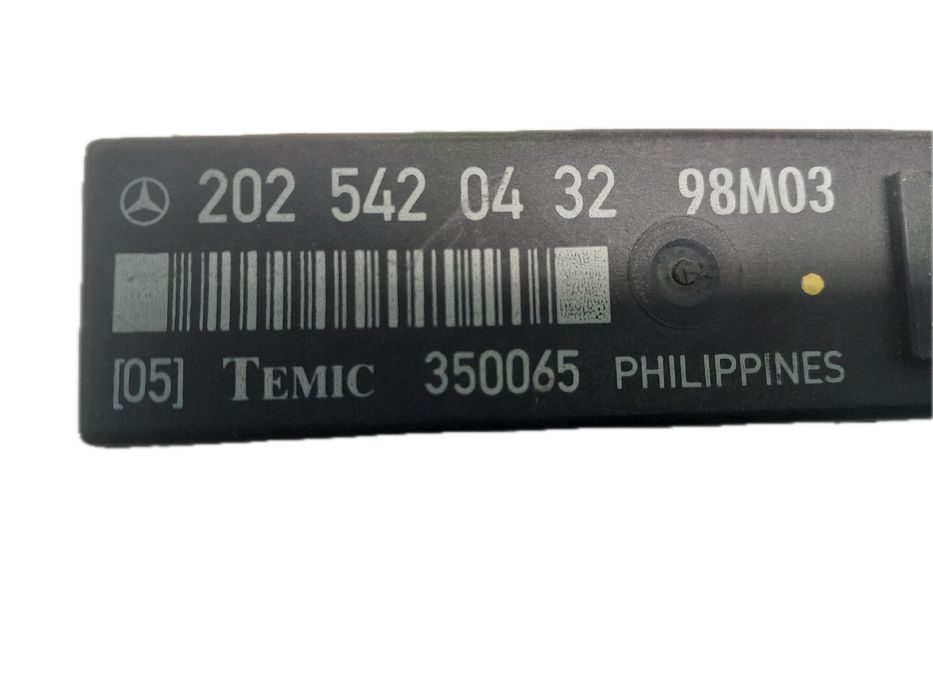 202 542 04 32 98M03
[05] TEMIC 350065 PHILIPPINES